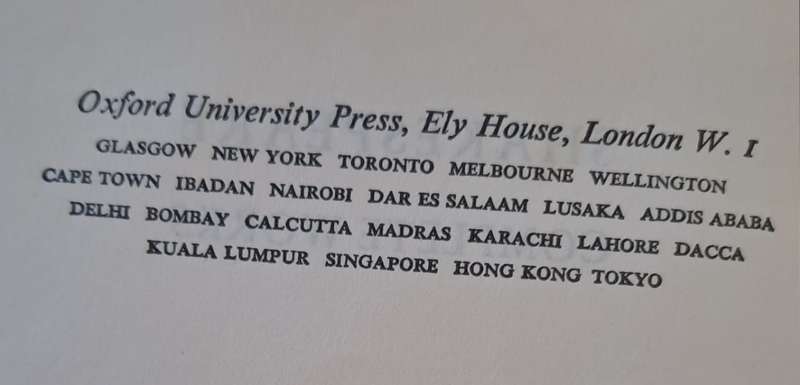 Oxford University Press, Ely House, London W. 1
GLASGOW NEW YORK TORONTO MELBOURNE WELLINGTON
CAPE TOWN IBADAN NAIROBI DAR ES SALAAM LUSAKA ADDIS ABABA
DELHI BOMBAY CALCUTTA MADRAS KARACHI LAHORE DACCA
KUALA LUMPUR SINGAPORE HONG KONG TOKYO